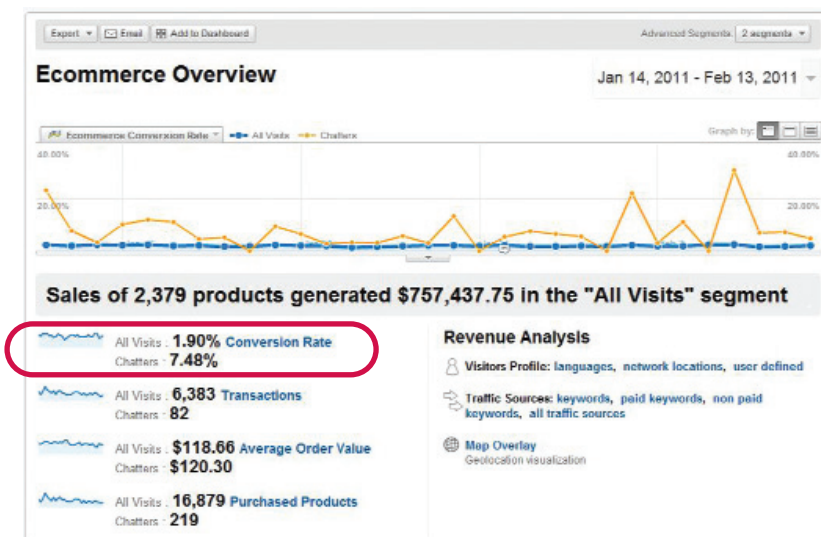 Export Email Add to Dashboard Advanced Segments: 2 segments
Ecommerce Overview
Jan 14, 2011 - Feb 13, 2011
Ecommerce Conversion Rate All Visits Chatters Graph by:
40.00% 40.00%
20.00% 20.00%
Sales of 2,379 products generated $757,437.75 in the "All Visits" segment
All Visits : 1.90% Conversion Rate
Chatters : 7.48%
All Visits : 6,383 Transactions
Chatters : 82
All Visits : $118.66 Average Order Value
Chatters : $120.30
All Visits : 16,879 Purchased Products
Chatters : 219
Revenue Analysis
Visitors Profile: languages, network locations, user defined
Traffic Sources: keywords, paid keywords, non paid
keywords, all traffic sources
Map Overlay
Geolocation visualization